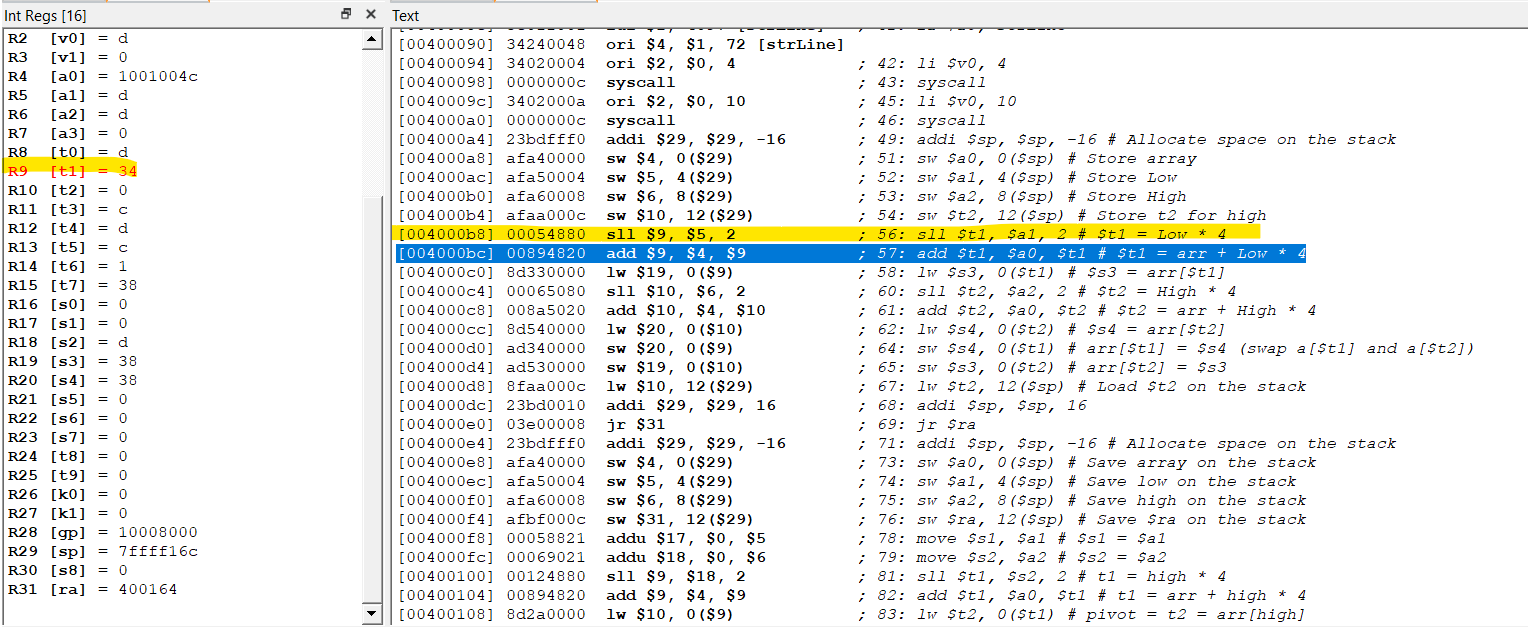 Int Regs [16]
R2 [v0] = d
R3 [v1] = 0
R4 [a0] = 1001004c
R5 [a1] = d
R6 [a2] = d
R7 [a3] = 0
R8 [t0] = d
R9 [t1] = 34
R10 [t2] = 0
R11 [t3] = c
R12 [t4] = d
R13 [t5] = c
R14 [t6] = 1
R15 [t7] = 38
R16 [s0] = 0
R17 [s1] = 0
R18 [s2] = d
R19 [s3] = 38
R20 [s4] = 38
R21 [s5] = 0
R22 [s6] = 0
R23 [s7] = 0
R24 [t8] = 0
R25 [t9] = 0
R26 [k0] = 0
R27 [k1] = 0
R28 [gp] = 10008000
R29 [sp] = 7ffff16c
R30 [s8] = 0
R31 [ra] = 400164
Text
[00400090] 34240048 ori $4, $1, 72 [strLine]
[00400094] 34020004 ori $2, $0, 4 ; 42: li $v0, 4
[00400098] 0000000c syscall ; 43: syscall
[0040009c] 3402000a ori $2, $0, 10 ; 45: li $v0, 10
[004000a0] 0000000c syscall ; 46: syscall
[004000a4] 23bdfff0 addi $29, $29, -16 ; 49: addi $sp, $sp, -16 # Allocate space on the stack
[004000a8] afa40000 sw $4, 0($29) ; 51: sw $a0, 0($sp) # Store array
[004000ac] afa50004 sw $5, 4($29) ; 52: sw $a1, 4($sp) # Store Low
[004000b0] afa60008 sw $6, 8($29) ; 53: sw $a2, 8($sp) # Store High
[004000b4] afaa000c sw $10, 12($29) ; 54: sw $t2, 12($sp) # Store t2 for high
[004000b8] 00054880 sll $9, $5, 2 ; 56: sll $t1, $a1, 2 # $t1 = Low * 4
[004000bc] 00894820 add $9, $4, $9 ; 57: add $t1, $a0, $t1 # $t1 = arr + Low * 4
[004000c0] 8d330000 lw $19, 0($9) ; 58: lw $s3, 0($t1) # $s3 = arr[$t1]
[004000c4] 00065080 sll $10, $6, 2 ; 60: sll $t2, $a2, 2 # $t2 = High * 4
[004000c8] 008a5020 add $10, $4, $10 ; 61: add $t2, $a0, $t2 # $t2 = arr + High * 4
[004000cc] 8d540000 lw $20, 0($10) ; 62: lw $s4, 0($t2) # $s4 = arr[$t2]
[004000d0] ad340000 sw $20, 0($9) ; 64: sw $s4, 0($t1) # arr[$t1] = $s4 (swap a[$t1] and a[$t2])
[004000d4] ad530000 sw $19, 0($10) ; 65: sw $s3, 0($t2) # arr[$t2] = $s3
[004000d8] 8faa000c lw $10, 12($29) ; 67: lw $t2, 12($sp) # Load $t2 on the stack
[004000dc] 23bd0010 addi $29, $29, 16 ; 68: addi $sp, $sp, 16
[004000e0] 03e00008 jr $31 ; 69: jr $ra
[004000e4] 23bdfff0 addi $29, $29, -16 ; 71: addi $sp, $sp, -16 # Allocate space on the stack
[004000e8] afa40000 sw $4, 0($29) ; 73: sw $a0, 0($sp) # Save array on the stack
[004000ec] afa50004 sw $5, 4($29) ; 74: sw $a1, 4($sp) # Save low on the stack
[004000f0] afa60008 sw $6, 8($29) ; 75: sw $a2, 8($sp) # Save high on the stack
[004000f4] afbf000c sw $31, 12($29) ; 76: sw $ra, 12($sp) # Save $ra on the stack
[004000f8] 00058821 addu $17, $0, $5 ; 78: move $s1, $a1 # $s1 = $a1
[004000fc] 00069021 addu $18, $0, $6 ; 79: move $s2, $a2 # $s2 = $a2
[00400100] 00124880 sll $9, $18, 2 ; 81: sll $t1, $s2, 2 # t1 = high * 4
[00400104] 00894820 add $9, $4, $9 ; 82: add $t1, $a0, $t1 # t1 = arr + high * 4
[00400108] 8d2a0000 lw $10, 0($9) ; 83: lw $t2, 0($t1) # pivot = t2 = arr[high]